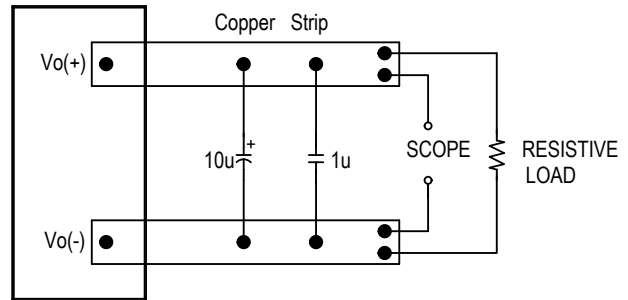 Copper Strip
Vo(+)
+
10u
1u
SCOPE
RESISTIVE
LOAD
Vo(-)